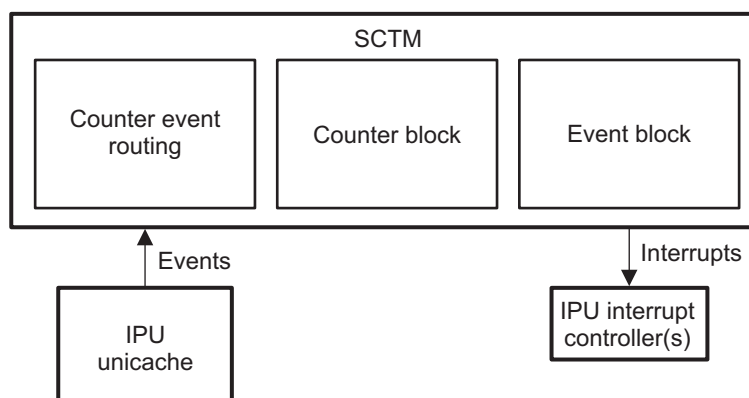 SCTM
Counter event
routing
Counter block
Event block
Events
Interrupts
IPU
unicache
IPU interrupt
controller(s)